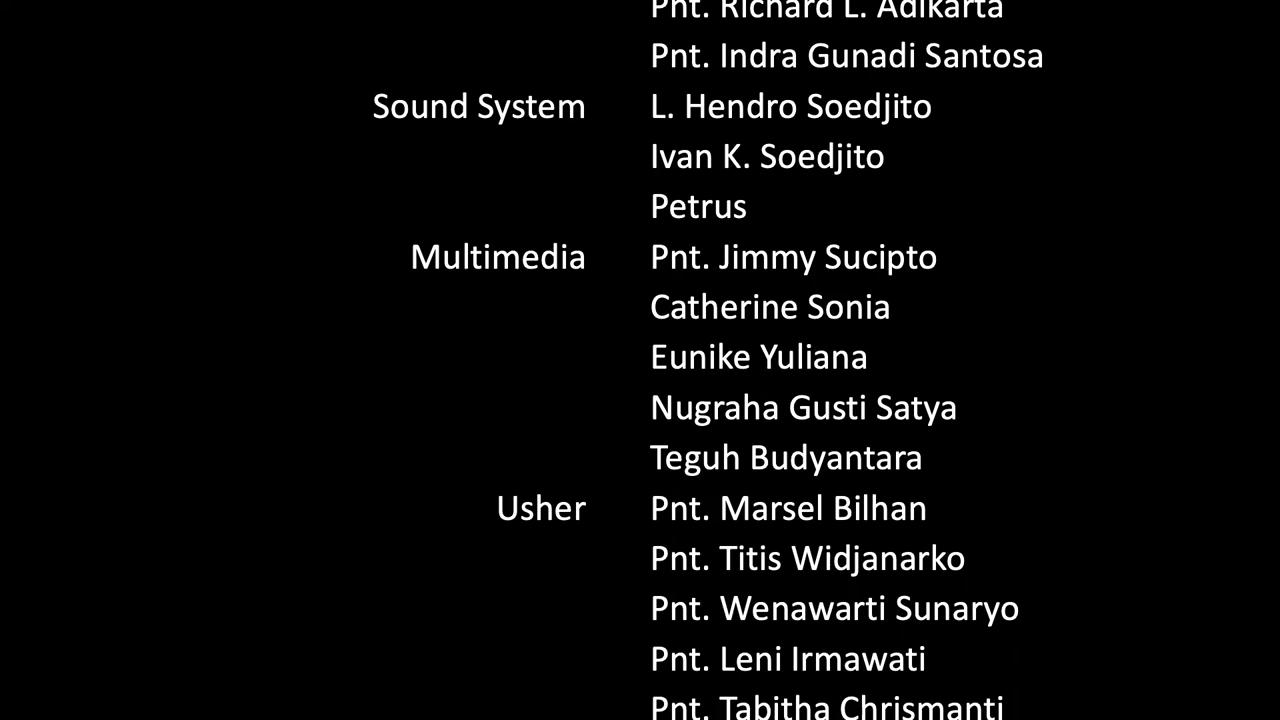 Pnt. Richard L. Adikarta
Pnt. Indra Gunadi Santosa
Sound System L. Hendro Soedjito
Ivan K. Soedjito
Petrus
Multimedia Pnt. Jimmy Sucipto
Catherine Sonia
Eunike Yuliana
Nugraha Gusti Satya
Teguh Budyantara
Usher Pnt. Marsel Bilhan
Pnt. Titis Widjanarko
Pnt. Wenawarti Sunaryo
Pnt. Leni Irmawati
Pnt. Tabitha Chrismanti